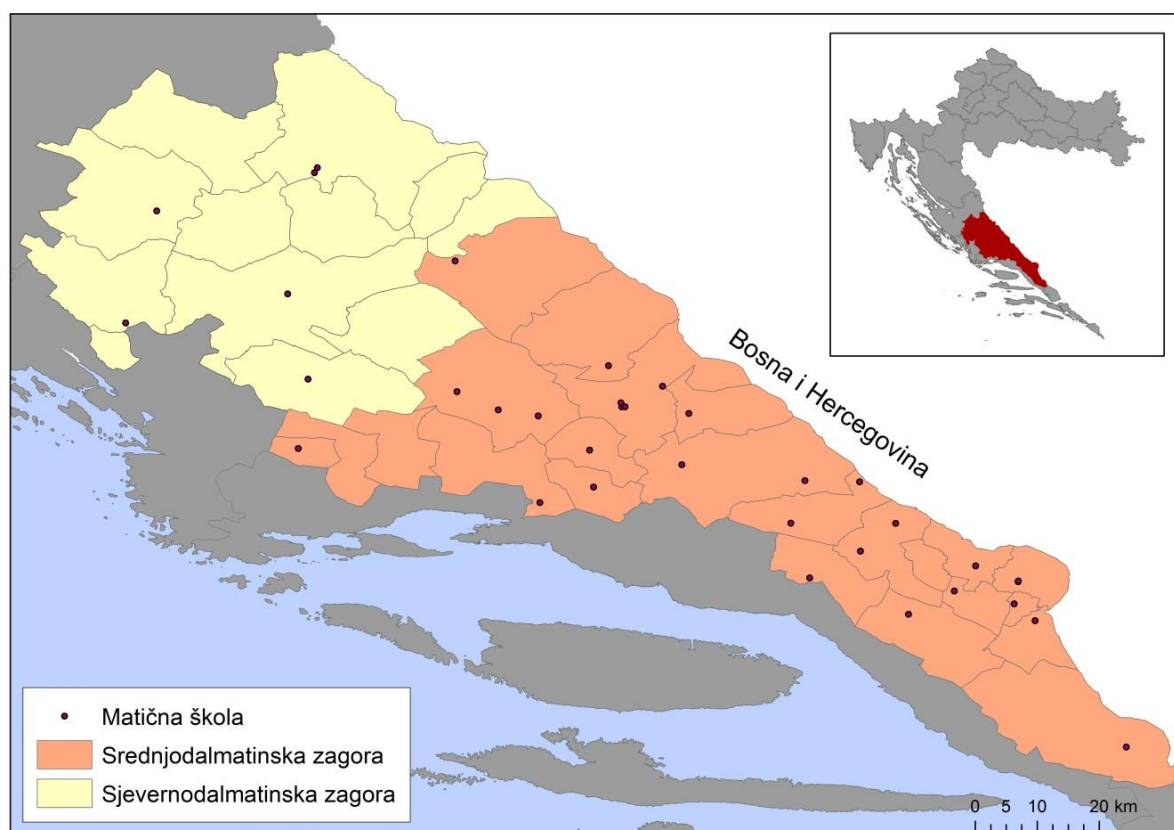 Bosna i Hercegovina
Matična škola
Srednjodalmatinska zagora
Sjevernodalmatinska zagora
0 5 10 20 km